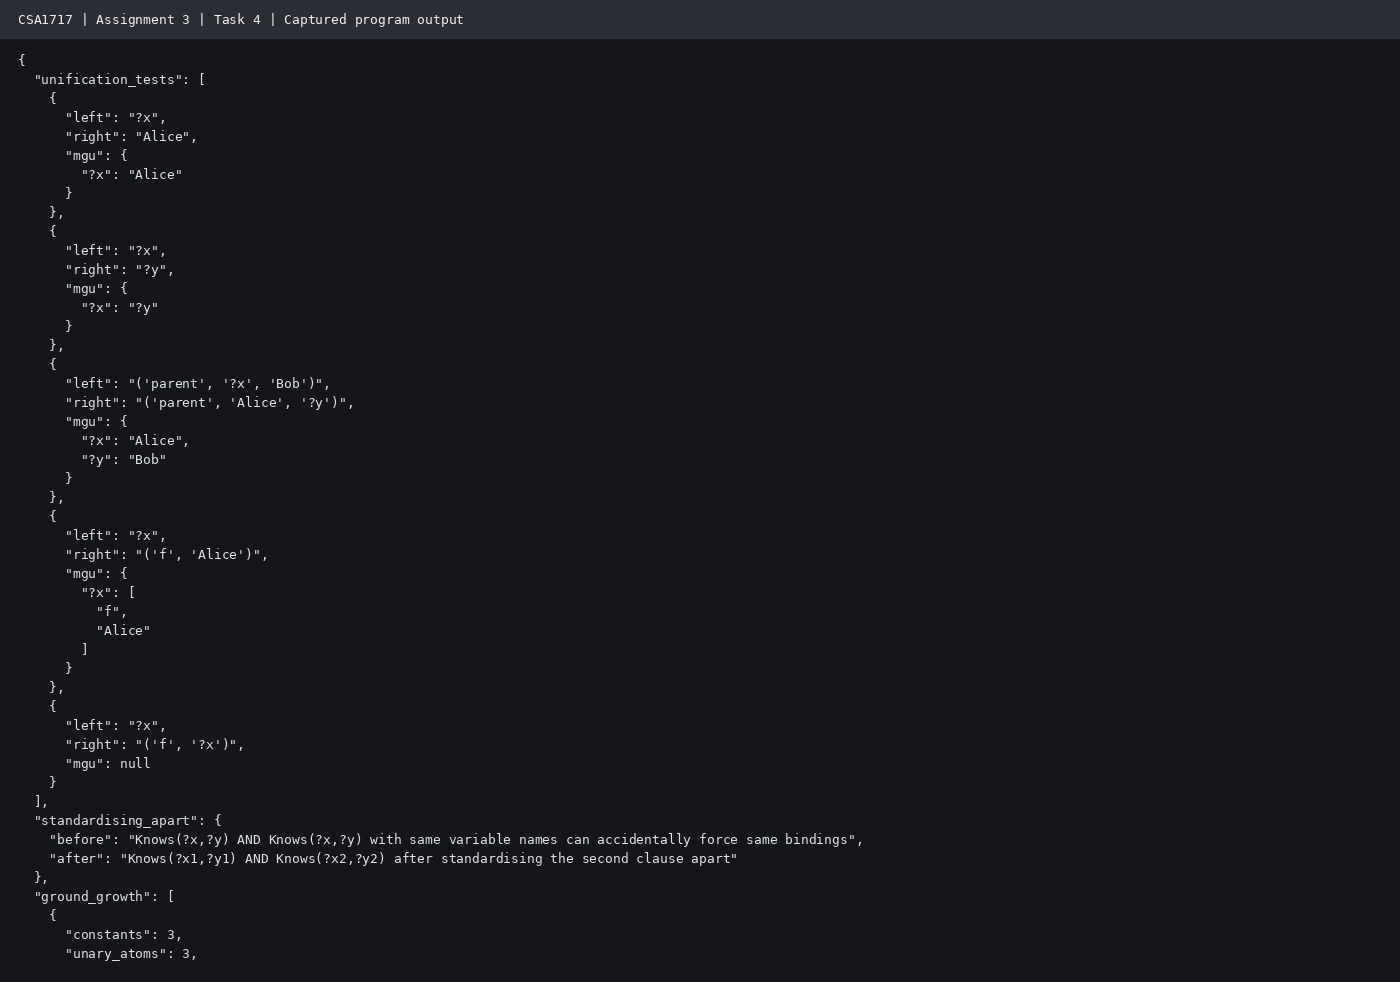 CSA1717 | Assignment 3 | Task 4 | Captured program output
{
  "unification_tests": [
    {
      "left": "?x",
      "right": "Alice",
      "mgu": {
        "?x": "Alice"
      }
    },
    {
      "left": "?x",
      "right": "?y",
      "mgu": {
        "?x": "?y"
      }
    },
    {
      "left": "('parent', '?x', 'Bob')",
      "right": "('parent', 'Alice', '?y')",
      "mgu": {
        "?x": "Alice",
        "?y": "Bob"
      }
    },
    {
      "left": "?x",
      "right": "('f', 'Alice')",
      "mgu": {
        "?x": [
          "f",
          "Alice"
        ]
      }
    },
    {
      "left": "?x",
      "right": "('f', '?x')",
      "mgu": null
    }
  ],
  "standardising_apart": {
    "before": "Knows(?x,?y) AND Knows(?x,?y) with same variable names can accidentally force same bindings",
    "after": "Knows(?x1,?y1) AND Knows(?x2,?y2) after standardising the second clause apart"
  },
  "ground_growth": [
    {
      "constants": 3,
      "unary_atoms": 3,